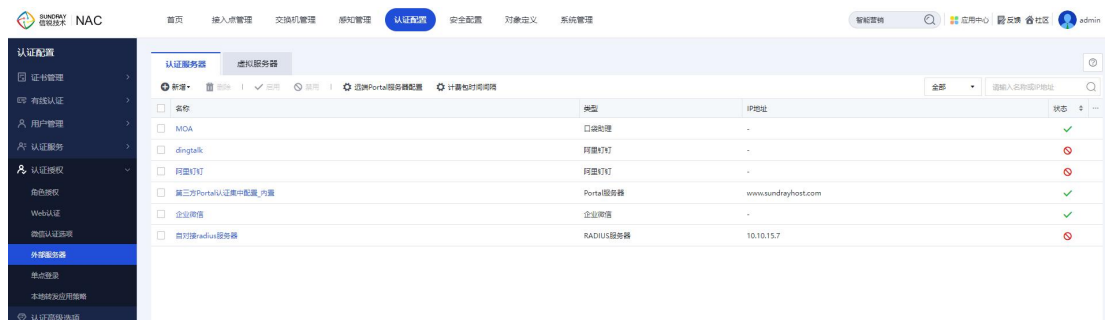 SUNDRAY 信锐技术 NAC 首页 接入点管理 交换机管理 感知管理 认证配置 安全配置 对象定义 系统管理 智能营销 应用中心 反馈 社区 admin
认证配置
证书管理
有线认证
用户管理
认证服务
认证授权
角色授权
Web认证
微信认证选项
外部服务器
单点登录
本地转发应用策略
认证高级选项
认证服务器 虚拟服务器
新增 删除 启用 禁用 远端Portal服务器配置 计费包时间间隔 全部 请输入名称或IP地址
名称 类型 IP地址 状态
MOA 口袋助理 -
dingtalk 阿里钉钉 -
阿里钉钉 阿里钉钉 -
第三方Portal认证集中配置_内置 Portal服务器 www.sundrayhost.com
企业微信 企业微信 -
自对接radius服务器 RADIUS服务器 10.10.15.7